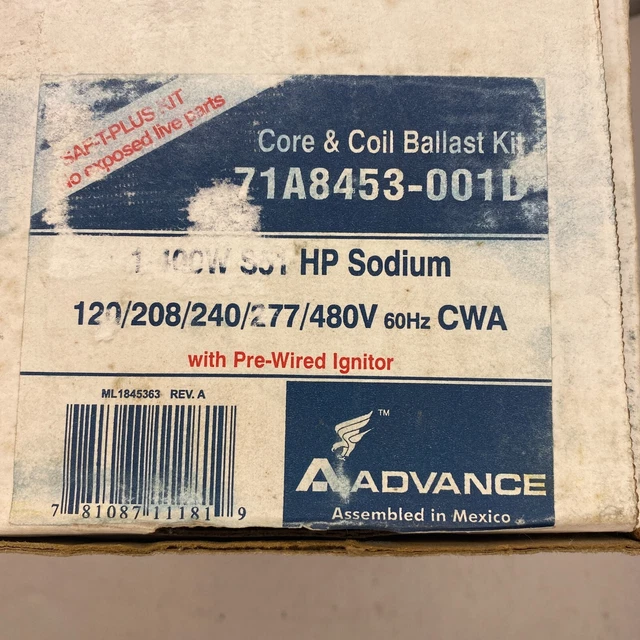 SAF-T-PLUS KIT
no exposed live parts
Core & Coil Ballast Kit
71A8453-001D
HP Sodium
120/208/240/277/480V 60Hz CWA
with Pre-Wired Ignitor
ML1845363 REV. A
™
ADVANCE
7 81087 11181 9
Assembled in Mexico